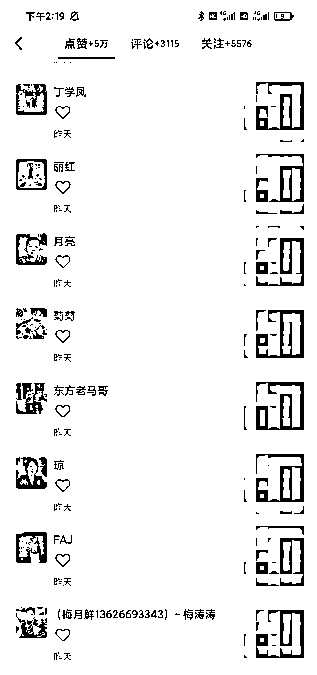 下午2:19
点赞+5万 评论+3115 关注+5576
丁学凤
昨天
丽红
昨天
月亮
昨天
菊菊
昨天
东方老马哥
昨天
琼
昨天
FAJ
昨天
(梅月鲜13626693343)~梅涛涛
昨天